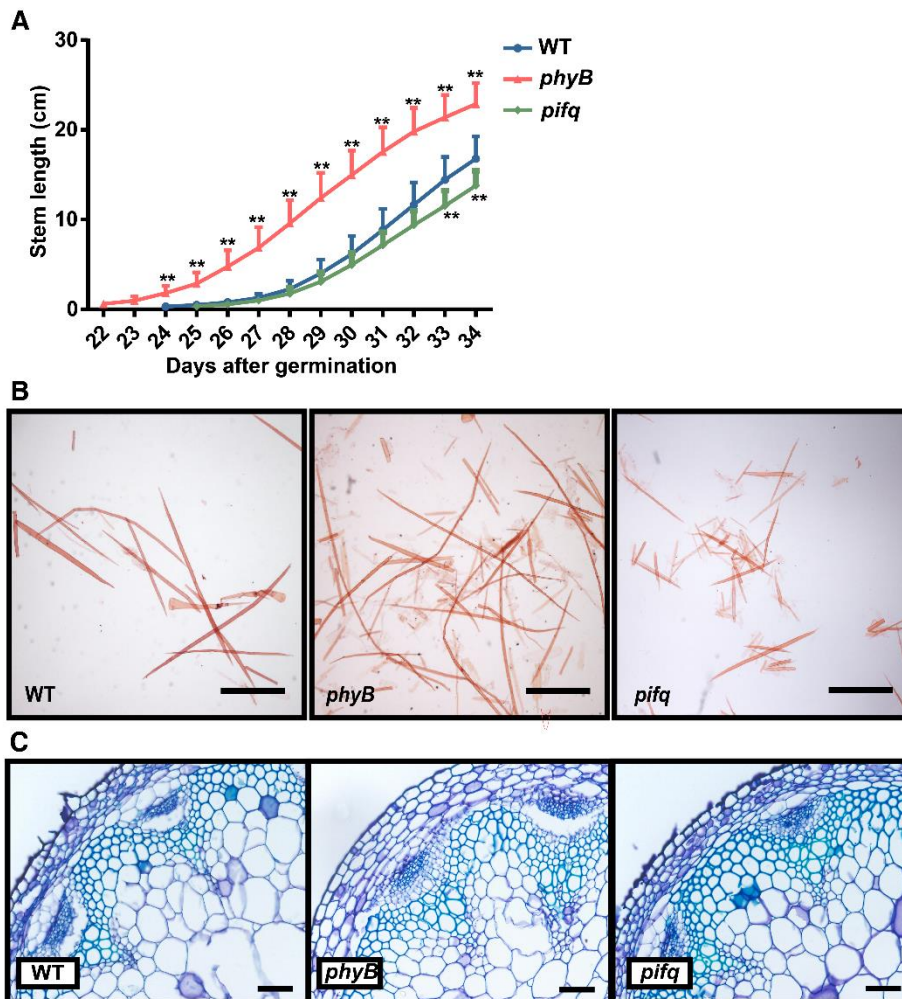 A
30
20
10
0
Stem length (cm)
WT
phyB
pifq
** ** ** ** ** ** ** ** ** ** **
** **
22 23 24 25 26 27 28 29 30 31 32 33 34
Days after germination
B
WT
phyB
pifq
C
WT
phyB
pifq